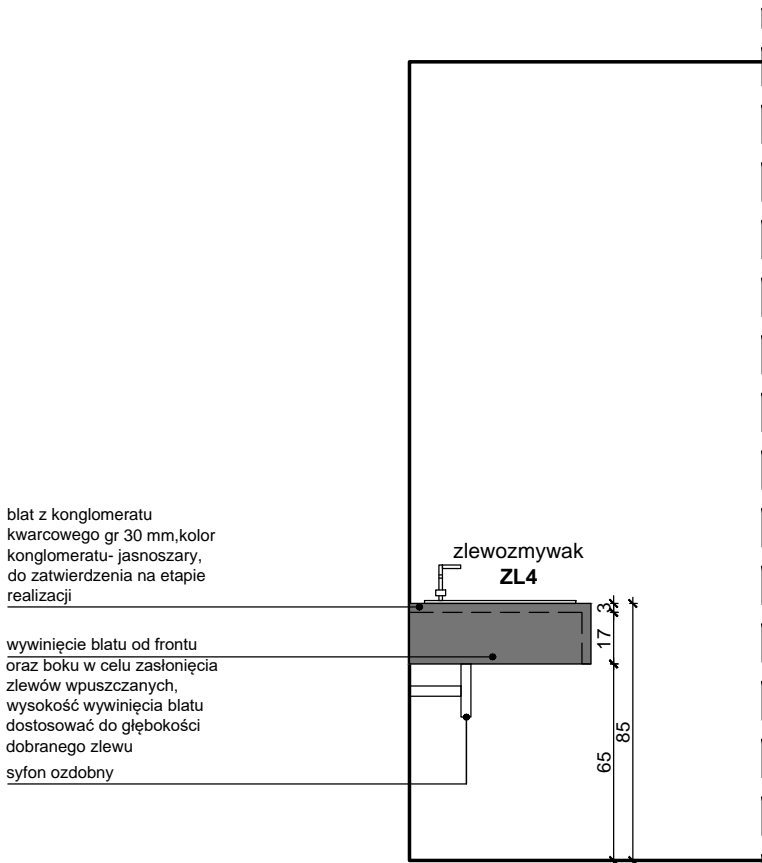 blat z konglomeratu
kwarcowego gr 30 mm,kolor
konglomeratu- jasnoszary,
do zatwierdzenia na etapie
realizacji
wywinięcie blatu od frontu
oraz boku w celu zasłonięcia
zlewów wpuszczanych,
wysokość wywinięcia blatu
dostosować do głębokości
dobranego zlewu
syfon ozdobny
zlewozmywak
ZL4
3
17
65
85